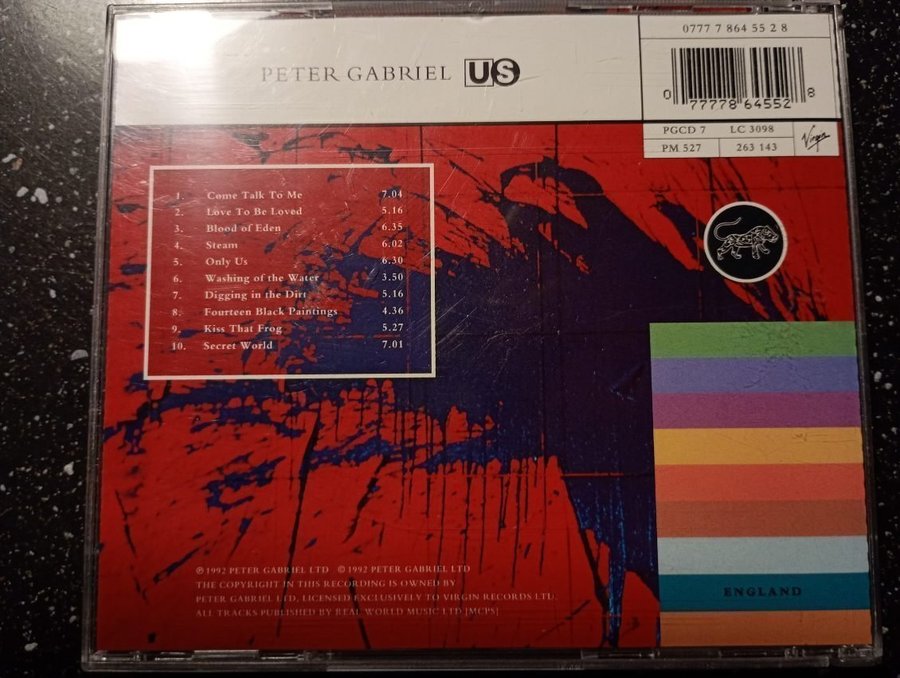 PETER GABRIEL US
0777 7 864 55 2 8
0 77778 64552 8
PGCD 7 LC 3098
PM 527 263 143
Virgin
1. Come Talk To Me 7.04
2. Love To Be Loved 5.16
3. Blood of Eden 6.35
4. Steam 6.02
5. Only Us 6.30
6. Washing of the Water 3.50
7. Digging in the Dirt 5.16
8. Fourteen Black Paintings 4.36
9. Kiss That Frog 5.27
10. Secret World 7.01
℗ 1992 PETER GABRIEL LTD © 1992 PETER GABRIEL LTD
THE COPYRIGHT IN THIS RECORDING IS OWNED BY
PETER GABRIEL LTD, LICENSED EXCLUSIVELY TO VIRGIN RECORDS LTD.
ALL TRACKS PUBLISHED BY REAL WORLD MUSIC LTD [MCPS]
ENGLAND